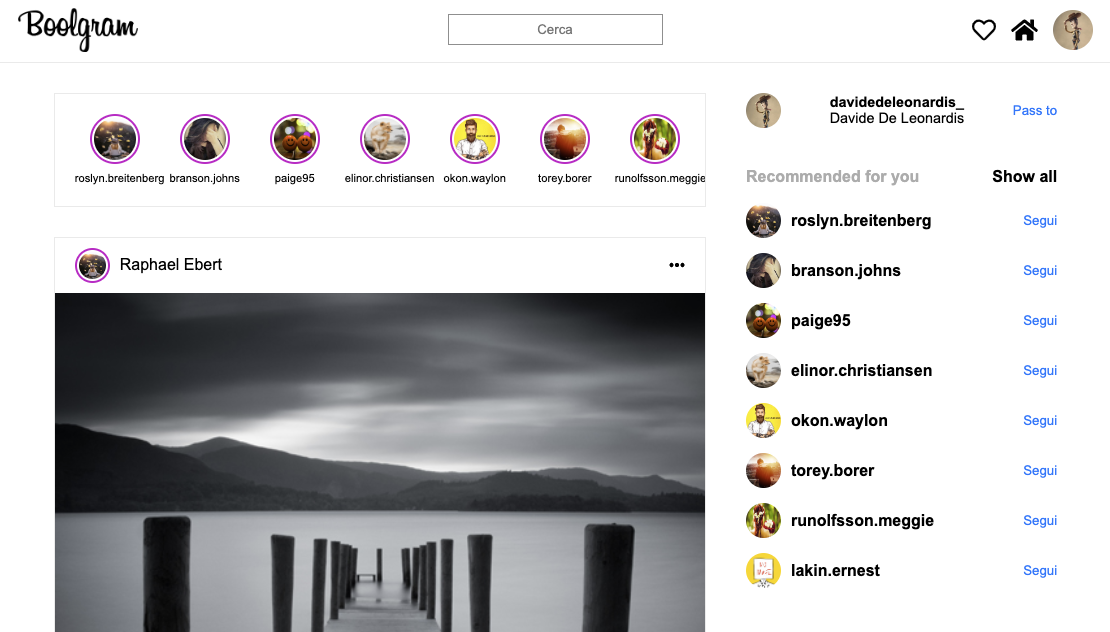 Boolgram
Cerca
roslyn.breitenberg
branson.johns
paige95
elinor.christiansen
okon.waylon
torey.borer
runolfsson.meggie
Raphael Ebert
davidedeleonardis_
Davide De Leonardis
Pass to
Recommended for you
Show all
roslyn.breitenberg
Segui
branson.johns
Segui
paige95
Segui
elinor.christiansen
Segui
okon.waylon
Segui
torey.borer
Segui
runolfsson.meggie
Segui
lakin.ernest
Segui